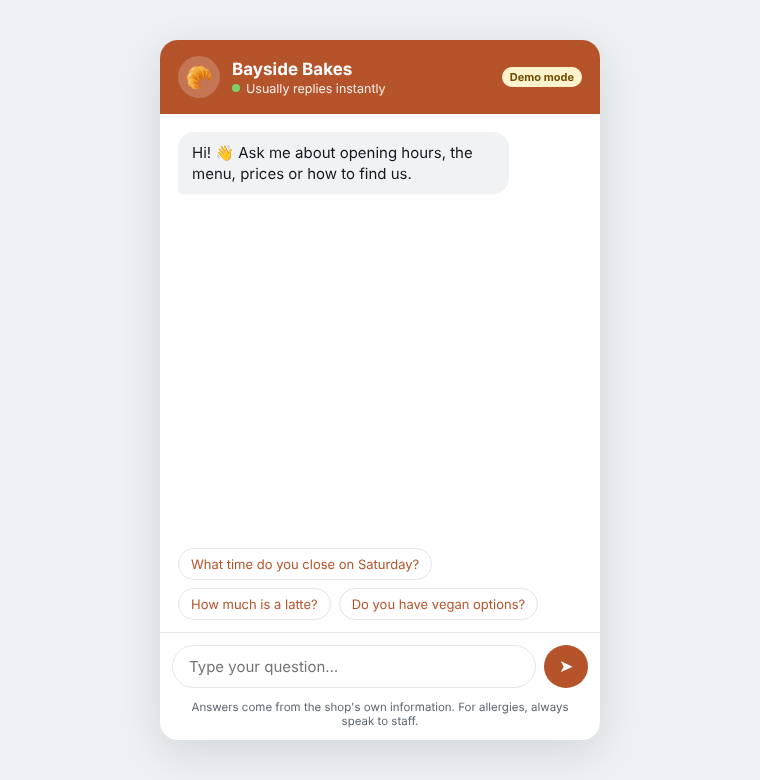 Bayside Bakes
Usually replies instantly
Demo mode
Hi! 👋 Ask me about opening hours, the
menu, prices or how to find us.
What time do you close on Saturday?
How much is a latte?
Do you have vegan options?
Type your question...
Answers come from the shop's own information. For allergies, always
speak to staff.